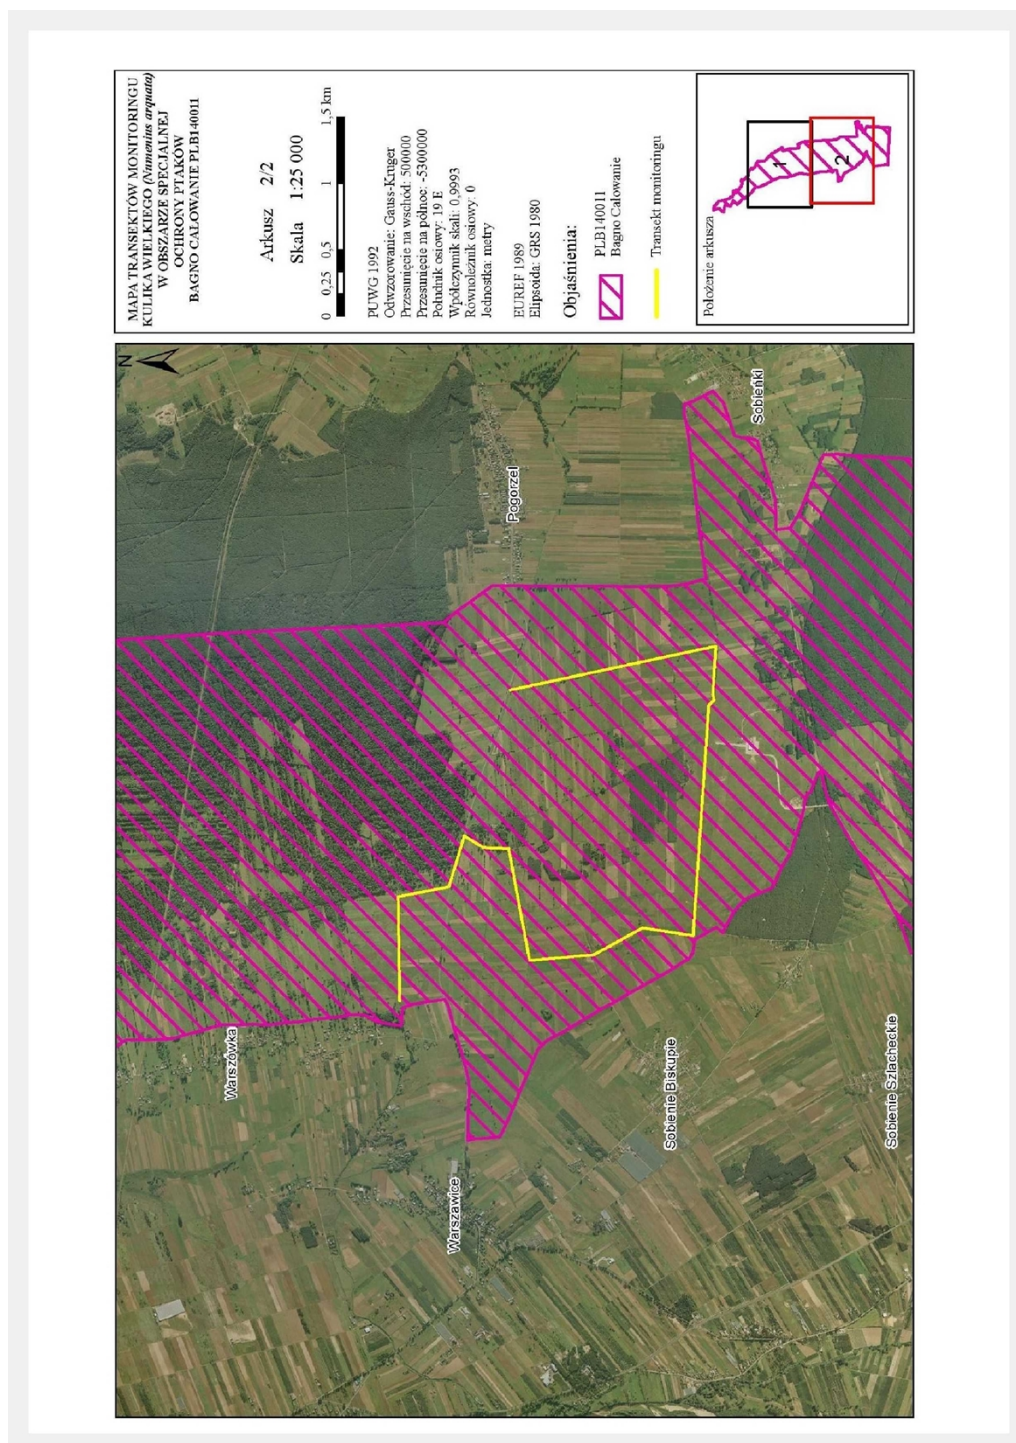 MAPA TRANSEKTÓW MONITORINGU
KULIKA WIELKIEGO (Numenius arquata)
W OBSZARZE SPECJALNEJ
OCHRONY PTAKÓW
BAGNO CAŁOWANIE PLB140011
Arkusz 2/2
Skala 1:25 000
0 0,25 0,5 1 1,5 km
PUWG 1992
Odwzorowanie: Gauss-Kruger
Przesunięcie na wschód: 500000
Przesunięcie na północ: -5300000
Południk osiowy: 19 E
Wpółczynnik skali: 0,9993
Równoleżnik osiowy: 0
Jednostka: metry
EUREF 1989
Elipsoida: GRS 1980
Objaśnienia:
PLB140011
Bagno Całowanie
Transekt monitoringu
Położenie arkusza
1
2
N
Warszówka
Warszawice
Pogorzel
Sobienie Biskupie
Sobieńki
Sobienie Szlacheckie